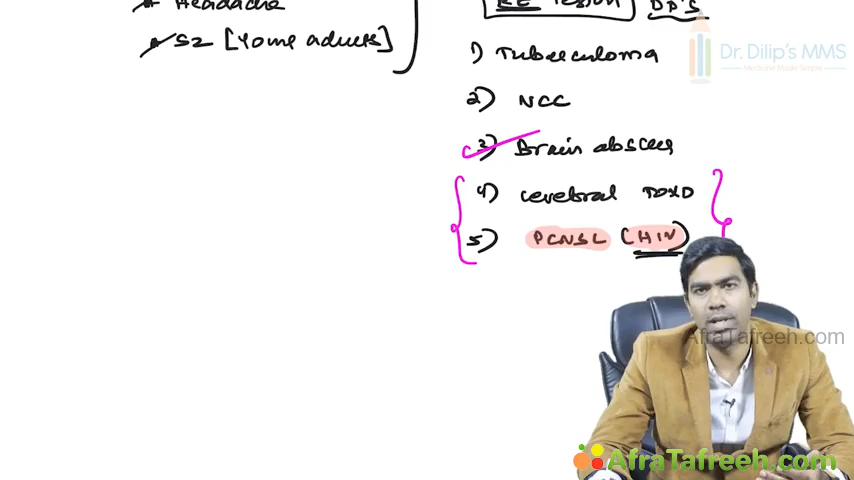 Headache
SZ [Young adults]
RE lesion DD's
1) Tuberculoma
2) NCC
3) Brain abscess
4) Cerebral TOXO
5) PCNSL (HIV)
Dr. Dilip's MMS
Medicine Made Simple
AfraTafreeh.com
AfraTafreeh.com